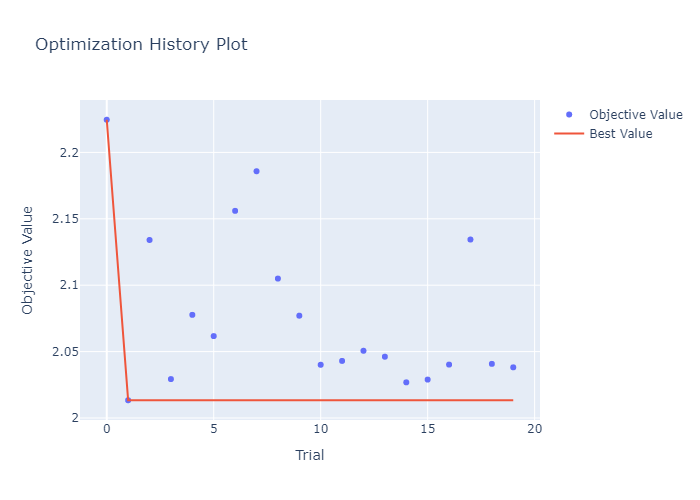 Optimization History Plot
Objective Value
Best Value
2.2
2.15
2.1
2.05
2
Objective Value
0
5
10
15
20
Trial